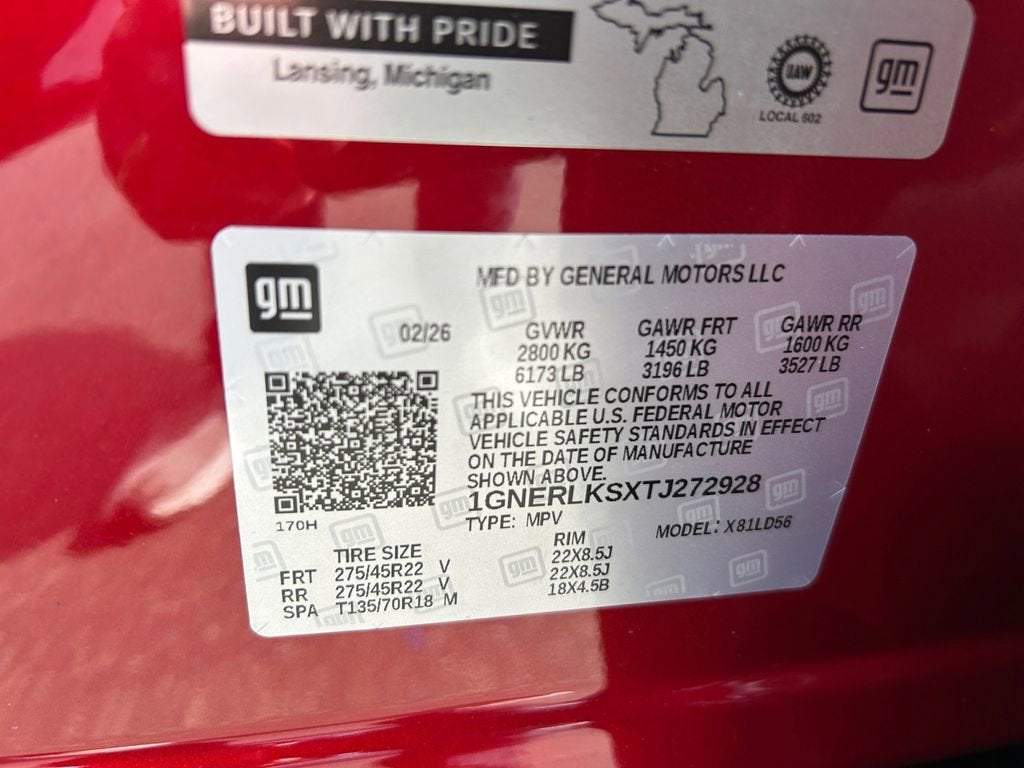 BUILT WITH PRIDE
Lansing, Michigan
UAW
LOCAL 602
gm
gm
MFD BY GENERAL MOTORS LLC
02/26
GVWR GAWR FRT GAWR RR
2800 KG 1450 KG 1600 KG
6173 LB 3196 LB 3527 LB
THIS VEHICLE CONFORMS TO ALL
APPLICABLE U.S. FEDERAL MOTOR
VEHICLE SAFETY STANDARDS IN EFFECT
ON THE DATE OF MANUFACTURE
SHOWN ABOVE.
1GNERLKSXTJ272928
170H
TYPE: MPV MODEL: X81LD56
TIRE SIZE RIM
FRT 275/45R22 V 22X8.5J
RR 275/45R22 V 22X8.5J
SPA T135/70R18 M 18X4.5B